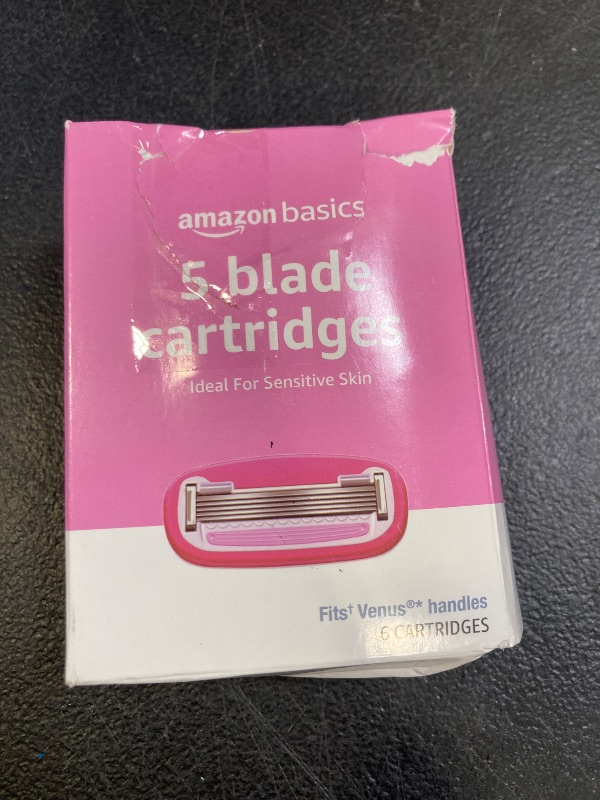 amazon basics
5 blade
cartridges
Ideal For Sensitive Skin
Fits† Venus®* handles
6 CARTRIDGES